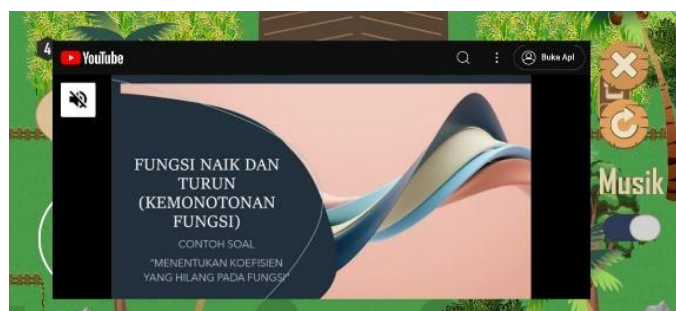 4
YouTube
Buka Apl
FUNGSI NAIK DAN
TURUN
(KEMONOTONAN
FUNGSI)
CONTOH SOAL
"MENENTUKAN KOEFISIEN
YANG HILANG PADA FUNGSI"
Musik